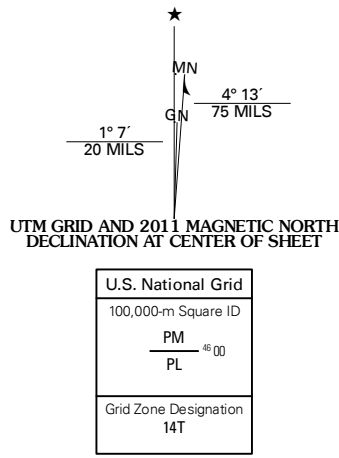 ★
MN
4° 13´
75 MILS
GN
1° 7´
20 MILS
UTM GRID AND 2011 MAGNETIC NORTH
DECLINATION AT CENTER OF SHEET
U.S. National Grid
100,000-m Square ID
PM
46 00
PL
Grid Zone Designation
14T